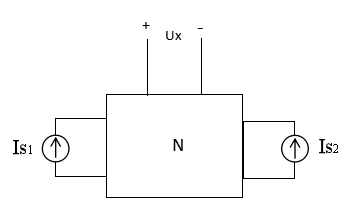 + Ux -
Is1 N Is2